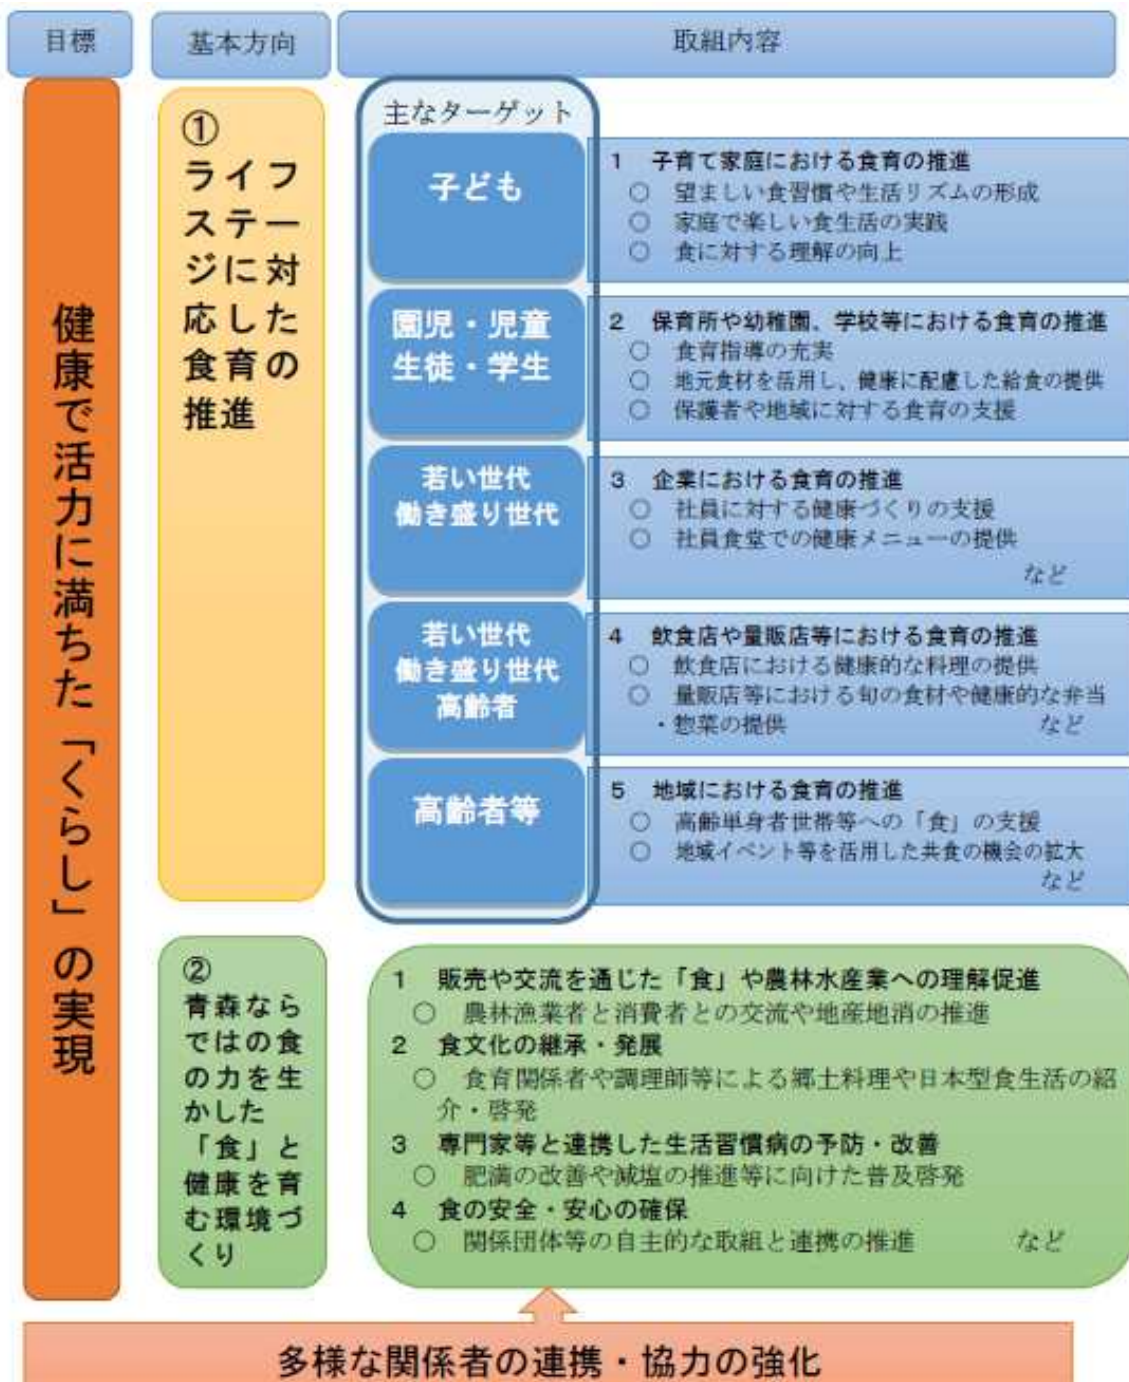 目標
基本方向
取組内容
健康で活力に満ちた「くらし」の実現
①
ライフ
ステー
ジに対
応した
食育の
推進
主なターゲット
子ども
1 子育て家庭における食育の推進
○ 望ましい食習慣や生活リズムの形成
○ 家庭で楽しい食生活の実践
○ 食に対する理解の向上
園児・児童
生徒・学生
2 保育所や幼稚園、学校等における食育の推進
○ 食育指導の充実
○ 地元食材を活用し、健康に配慮した給食の提供
○ 保護者や地域に対する食育の支援
若い世代
働き盛り世代
3 企業における食育の推進
○ 社員に対する健康づくりの支援
○ 社員食堂での健康メニューの提供
など
若い世代
働き盛り世代
高齢者
4 飲食店や量販店等における食育の推進
○ 飲食店における健康的な料理の提供
○ 量販店等における旬の食材や健康的な弁当
・惣菜の提供 など
高齢者等
5 地域における食育の推進
○ 高齢単身者世帯等への「食」の支援
○ 地域イベント等を活用した共食の機会の拡大
など
②
青森なら
ではの食
の力を生
かした
「食」と
健康を育
む環境づ
くり
1 販売や交流を通じた「食」や農林水産業への理解促進
○ 農林漁業者と消費者との交流や地産地消の推進
2 食文化の継承・発展
○ 食育関係者や調理師等による郷土料理や日本型食生活の紹
介・啓発
3 専門家等と連携した生活習慣病の予防・改善
○ 肥満の改善や減塩の推進等に向けた普及啓発
4 食の安全・安心の確保
○ 関係団体等の自主的な取組と連携の推進 など
多様な関係者の連携・協力の強化